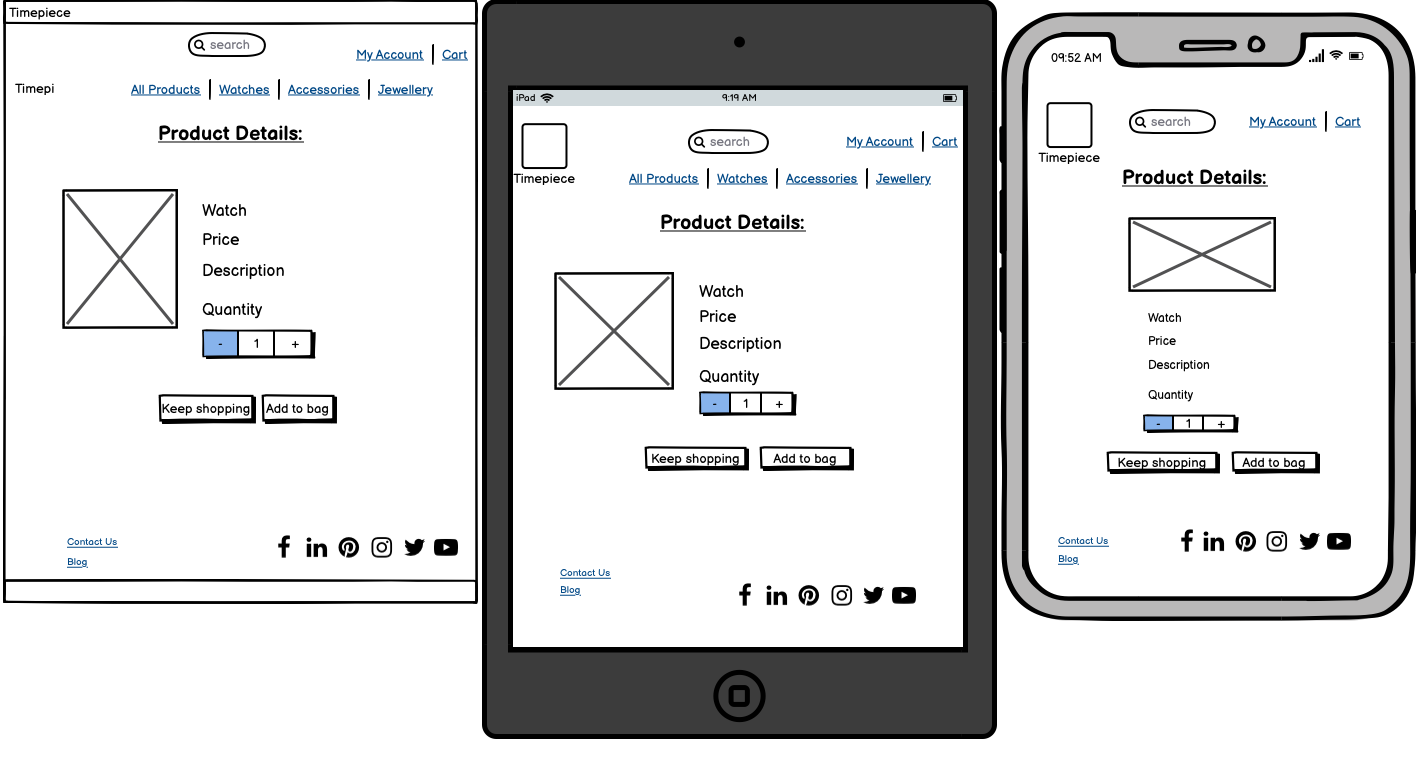 Timepiece
search
My Account Cart
Timepi
All Products Watches Accessories Jewellery
Product Details:
Watch
Price
Description
Quantity
- 1 +
Keep shopping Add to bag
Contact Us
Blog
iPad 9:19 AM
search
My Account Cart
Timepiece
All Products Watches Accessories Jewellery
Product Details:
Watch
Price
Description
Quantity
- 1 +
Keep shopping Add to bag
Contact Us
Blog
09:52 AM
search
My Account Cart
Timepiece
Product Details:
Watch
Price
Description
Quantity
- 1 +
Keep shopping Add to bag
Contact Us
Blog